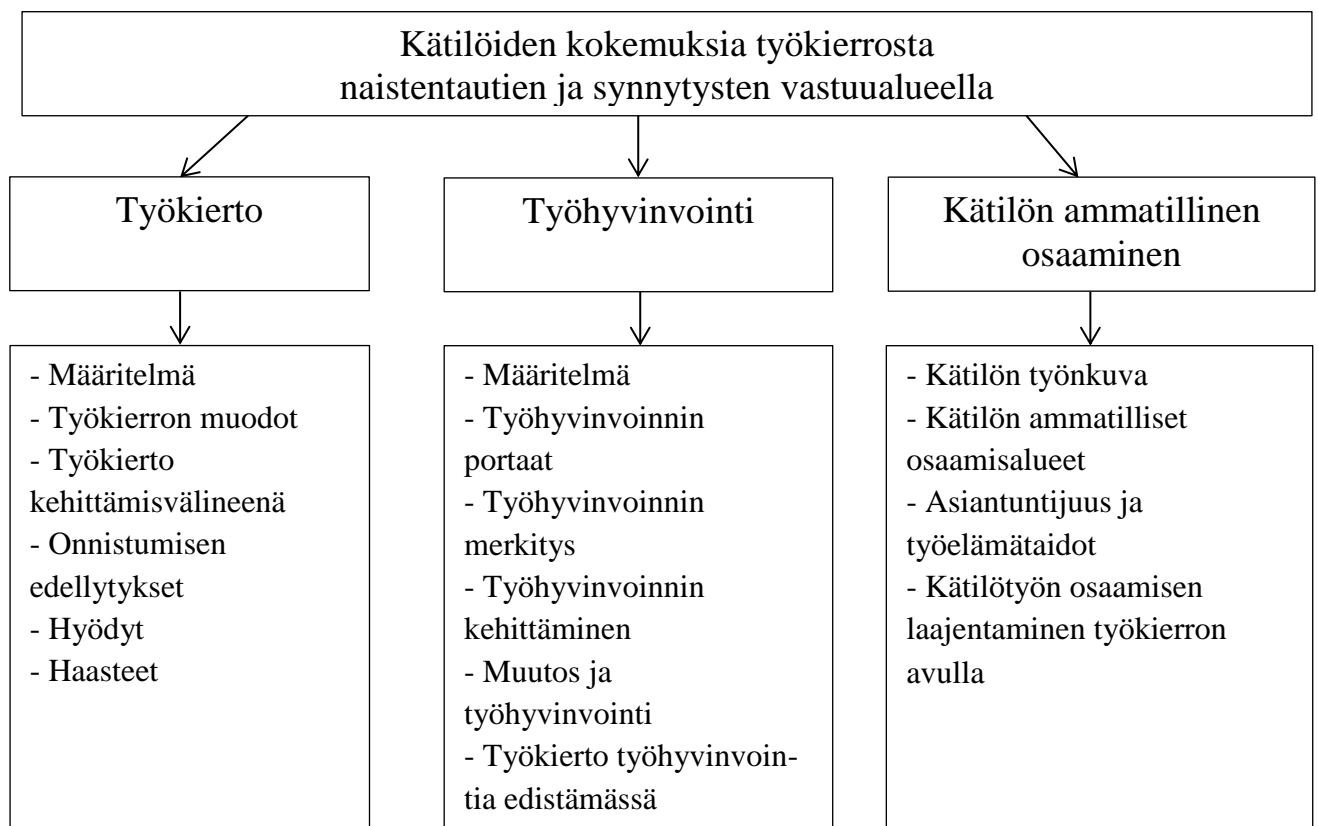 Kätilöiden kokemuksia työkierrosta
naistentautien ja synnytysten vastuualueella
Työkierto
Työhyvinvointi
Kätilön ammatillinen
osaaminen
- Määritelmä
- Työkierron muodot
- Työkierto
kehittämisvälineenä
- Onnistumisen
edellytykset
- Hyödyt
- Haasteet
- Määritelmä
- Työhyvinvoinnin
portaat
- Työhyvinvoinnin
merkitys
- Työhyvinvoinnin
kehittäminen
- Muutos ja
työhyvinvointi
- Työkierto työhyvinvoin-
tia edistämässä
- Kätilön työnkuva
- Kätilön ammatilliset
osaamisalueet
- Asiantuntijuus ja
työelämätaidot
- Kätilötyön osaamisen
laajentaminen työkierron
avulla